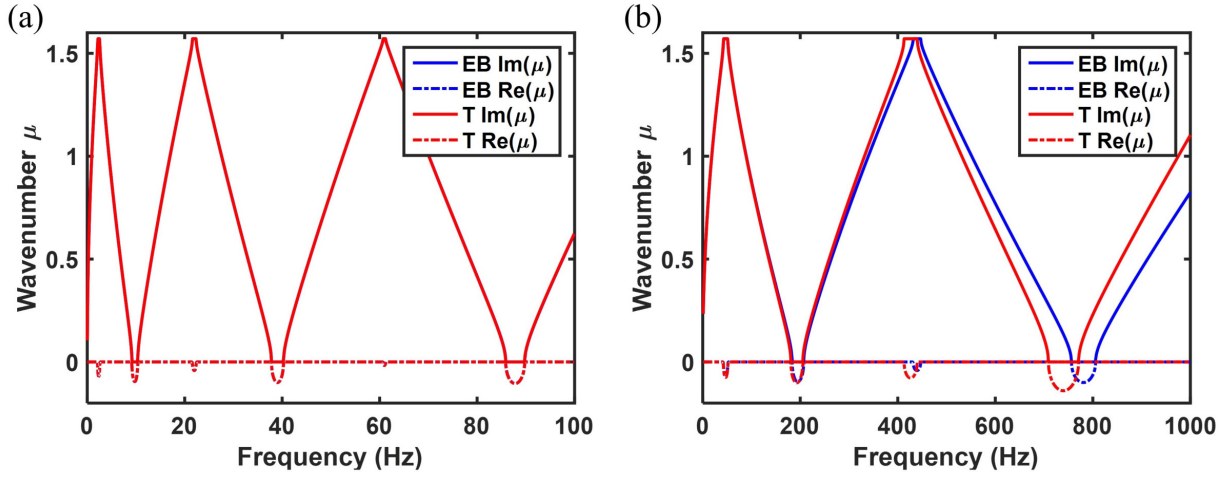 (a)
Wavenumber μ
1.5
1
0.5
0
0 20 40 60 80 100
Frequency (Hz)
EB Im(μ)
EB Re(μ)
T Im(μ)
T Re(μ)
(b)
Wavenumber μ
1.5
1
0.5
0
0 200 400 600 800 1000
Frequency (Hz)
EB Im(μ)
EB Re(μ)
T Im(μ)
T Re(μ)